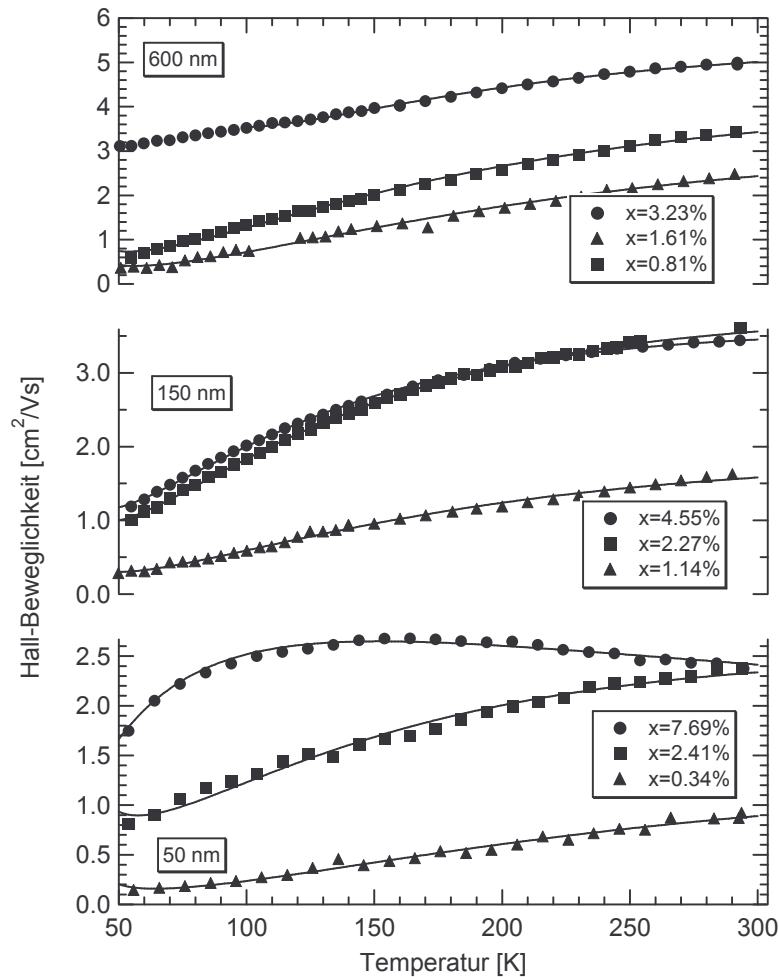 600 nm
6
5
4
3
2
1
0
x=3.23%
x=1.61%
x=0.81%
150 nm
3.0
2.0
1.0
0.0
x=4.55%
x=2.27%
x=1.14%
Hall-Beweglichkeit [cm²/Vs]
2.5
2.0
1.5
1.0
0.5
0.0
x=7.69%
x=2.41%
x=0.34%
50 nm
50 100 150 200 250 300
Temperatur [K]